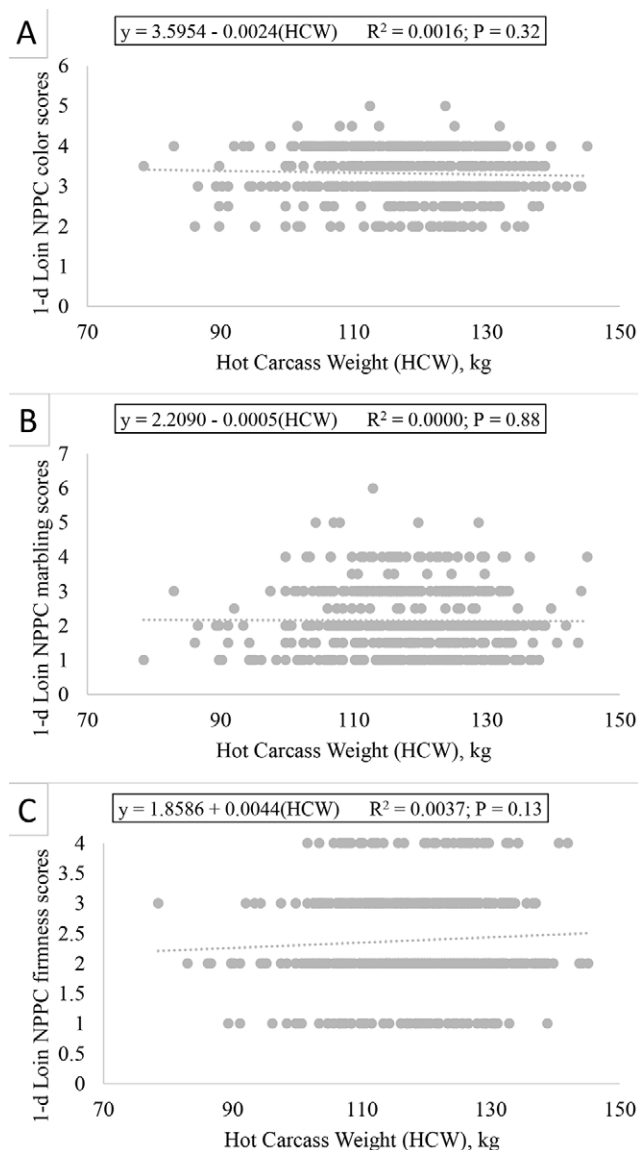 A
y = 3.5954 - 0.0024(HCW) R² = 0.0016; P = 0.32
1-d Loin NPPC color scores
6
5
4
3
2
1
0
70 90 110 130 150
Hot Carcass Weight (HCW), kg
B
y = 2.2090 - 0.0005(HCW) R² = 0.0000; P = 0.88
1-d Loin NPPC marbling scores
7
6
5
4
3
2
1
0
70 90 110 130 150
Hot Carcass Weight (HCW), kg
C
y = 1.8586 + 0.0044(HCW) R² = 0.0037; P = 0.13
1-d Loin NPPC firmness scores
4
3.5
3
2.5
2
1.5
1
0.5
0
70 90 110 130 150
Hot Carcass Weight (HCW), kg